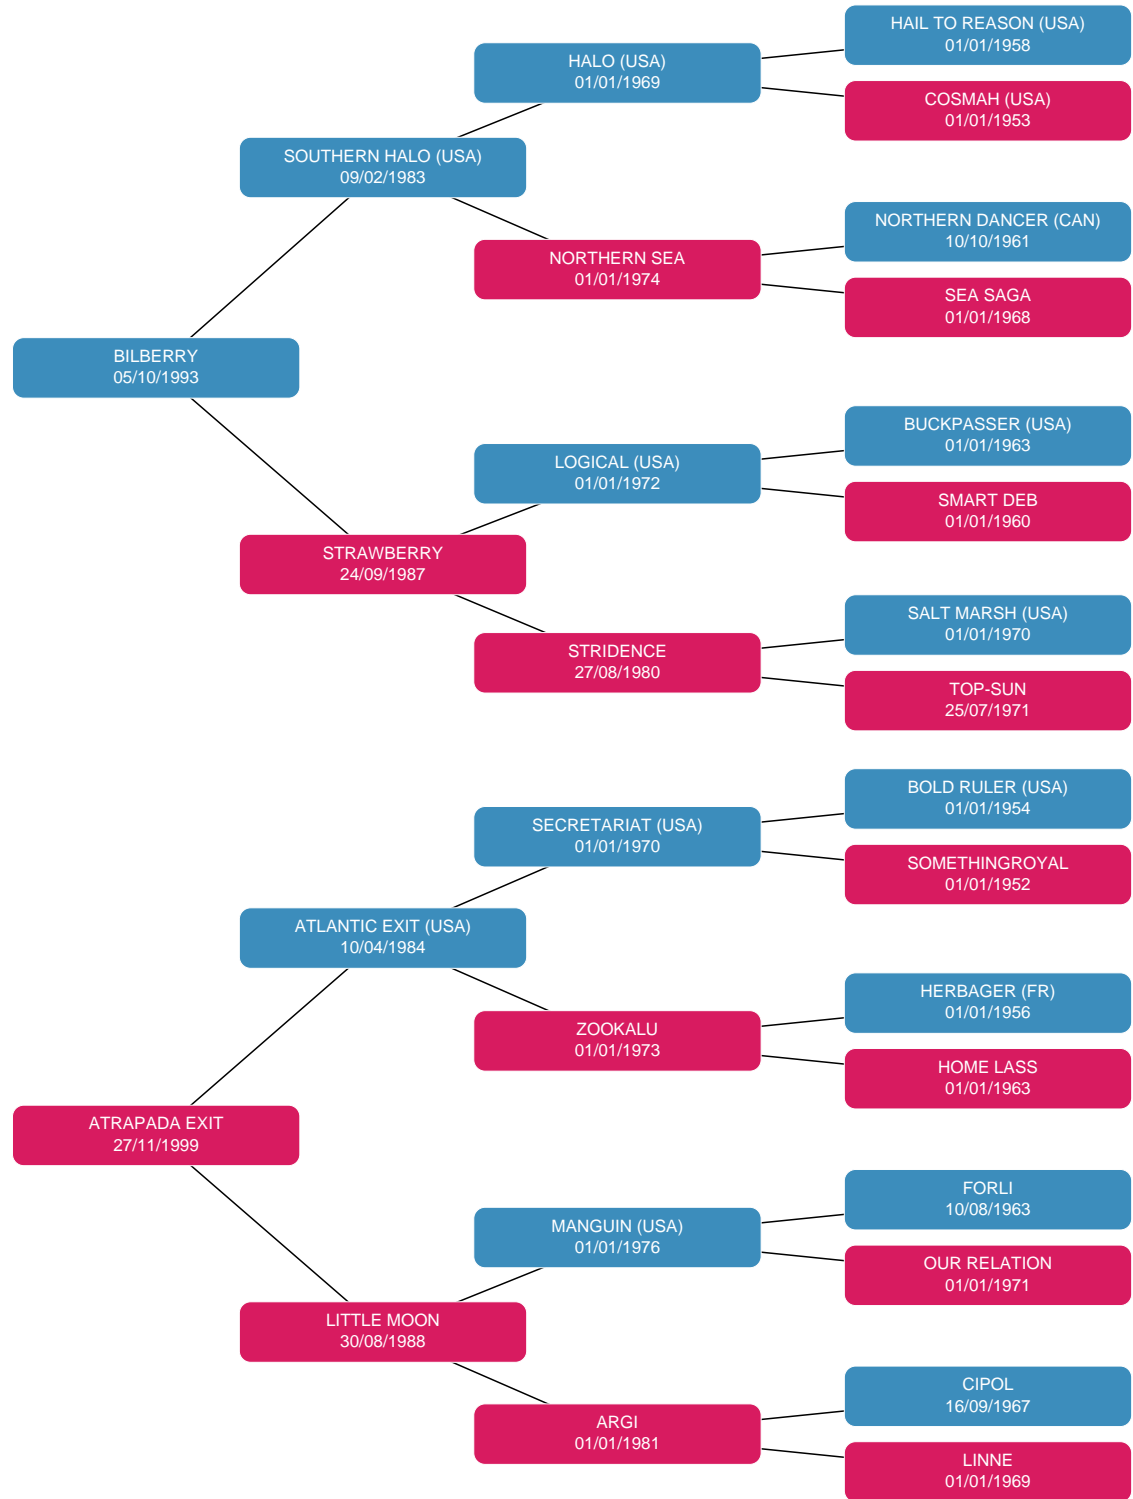 HAIL TO REASON (USA)
01/01/1958
HALO (USA)
01/01/1969
COSMAH (USA)
01/01/1953
SOUTHERN HALO (USA)
09/02/1983
NORTHERN DANCER (CAN)
10/10/1961
NORTHERN SEA
01/01/1974
SEA SAGA
01/01/1968
BILBERRY
05/10/1993
BUCKPASSER (USA)
01/01/1963
LOGICAL (USA)
01/01/1972
SMART DEB
01/01/1960
STRAWBERRY
24/09/1987
SALT MARSH (USA)
01/01/1970
STRIDENCE
27/08/1980
TOP-SUN
25/07/1971
BOLD RULER (USA)
01/01/1954
SECRETARIAT (USA)
01/01/1970
SOMETHINGROYAL
01/01/1952
ATLANTIC EXIT (USA)
10/04/1984
HERBAGER (FR)
01/01/1956
ZOOKALU
01/01/1973
HOME LASS
01/01/1963
ATRAPADA EXIT
27/11/1999
FORLI
10/08/1963
MANGUIN (USA)
01/01/1976
OUR RELATION
01/01/1971
LITTLE MOON
30/08/1988
CIPOL
16/09/1967
ARGI
01/01/1981
LINNE
01/01/1969